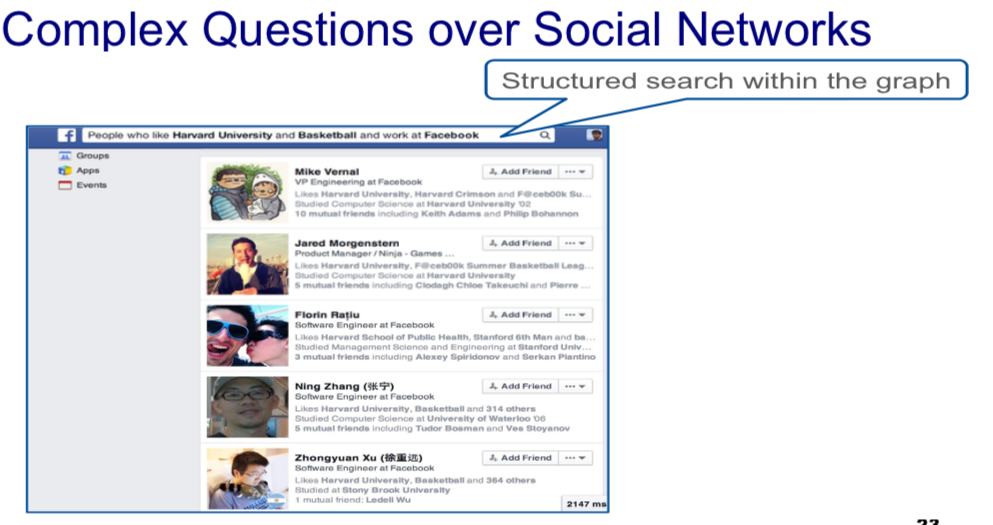 Complex Questions over Social Networks
Structured search within the graph
f People who like Harvard University and Basketball and work at Facebook
Groups
Apps
Events
Mike Vernal
Add Friend
VP Engineering at Facebook
Likes Harvard University, Harvard Crimson and F@ceb00k Su...
Studied Computer Science at Harvard University '02
10 mutual friends including Keith Adams and Philip Bohannon
Jared Morgenstern
Add Friend
Product Manager / Ninja - Games ...
Likes Harvard University, F@ceb00k Summer Basketball Leag...
Studied Computer Science at Harvard University
5 mutual friends including Clodagh Chloe Takeuchi and Pierre ...
Florin Rațiu
Add Friend
Software Engineer at Facebook
Likes Harvard School of Public Health, Stanford 6th Man and ba...
Studied Management Science and Engineering at Stanford Univ...
3 mutual friends including Alexey Spiridonov and Serkan Piantino
Ning Zhang (张宁)
Add Friend
Software Engineer at Facebook
Likes Harvard University, Basketball and 314 others
Studied Computer Science at University of Waterloo '06
5 mutual friends including Tudor Bosman and Ves Stoyanov
Zhongyuan Xu (徐重远)
Add Friend
Software Engineer at Facebook
Likes Harvard University, Basketball and 364 others
Studied at Stony Brook University
1 mutual friend: Ledell Wu
2147 ms